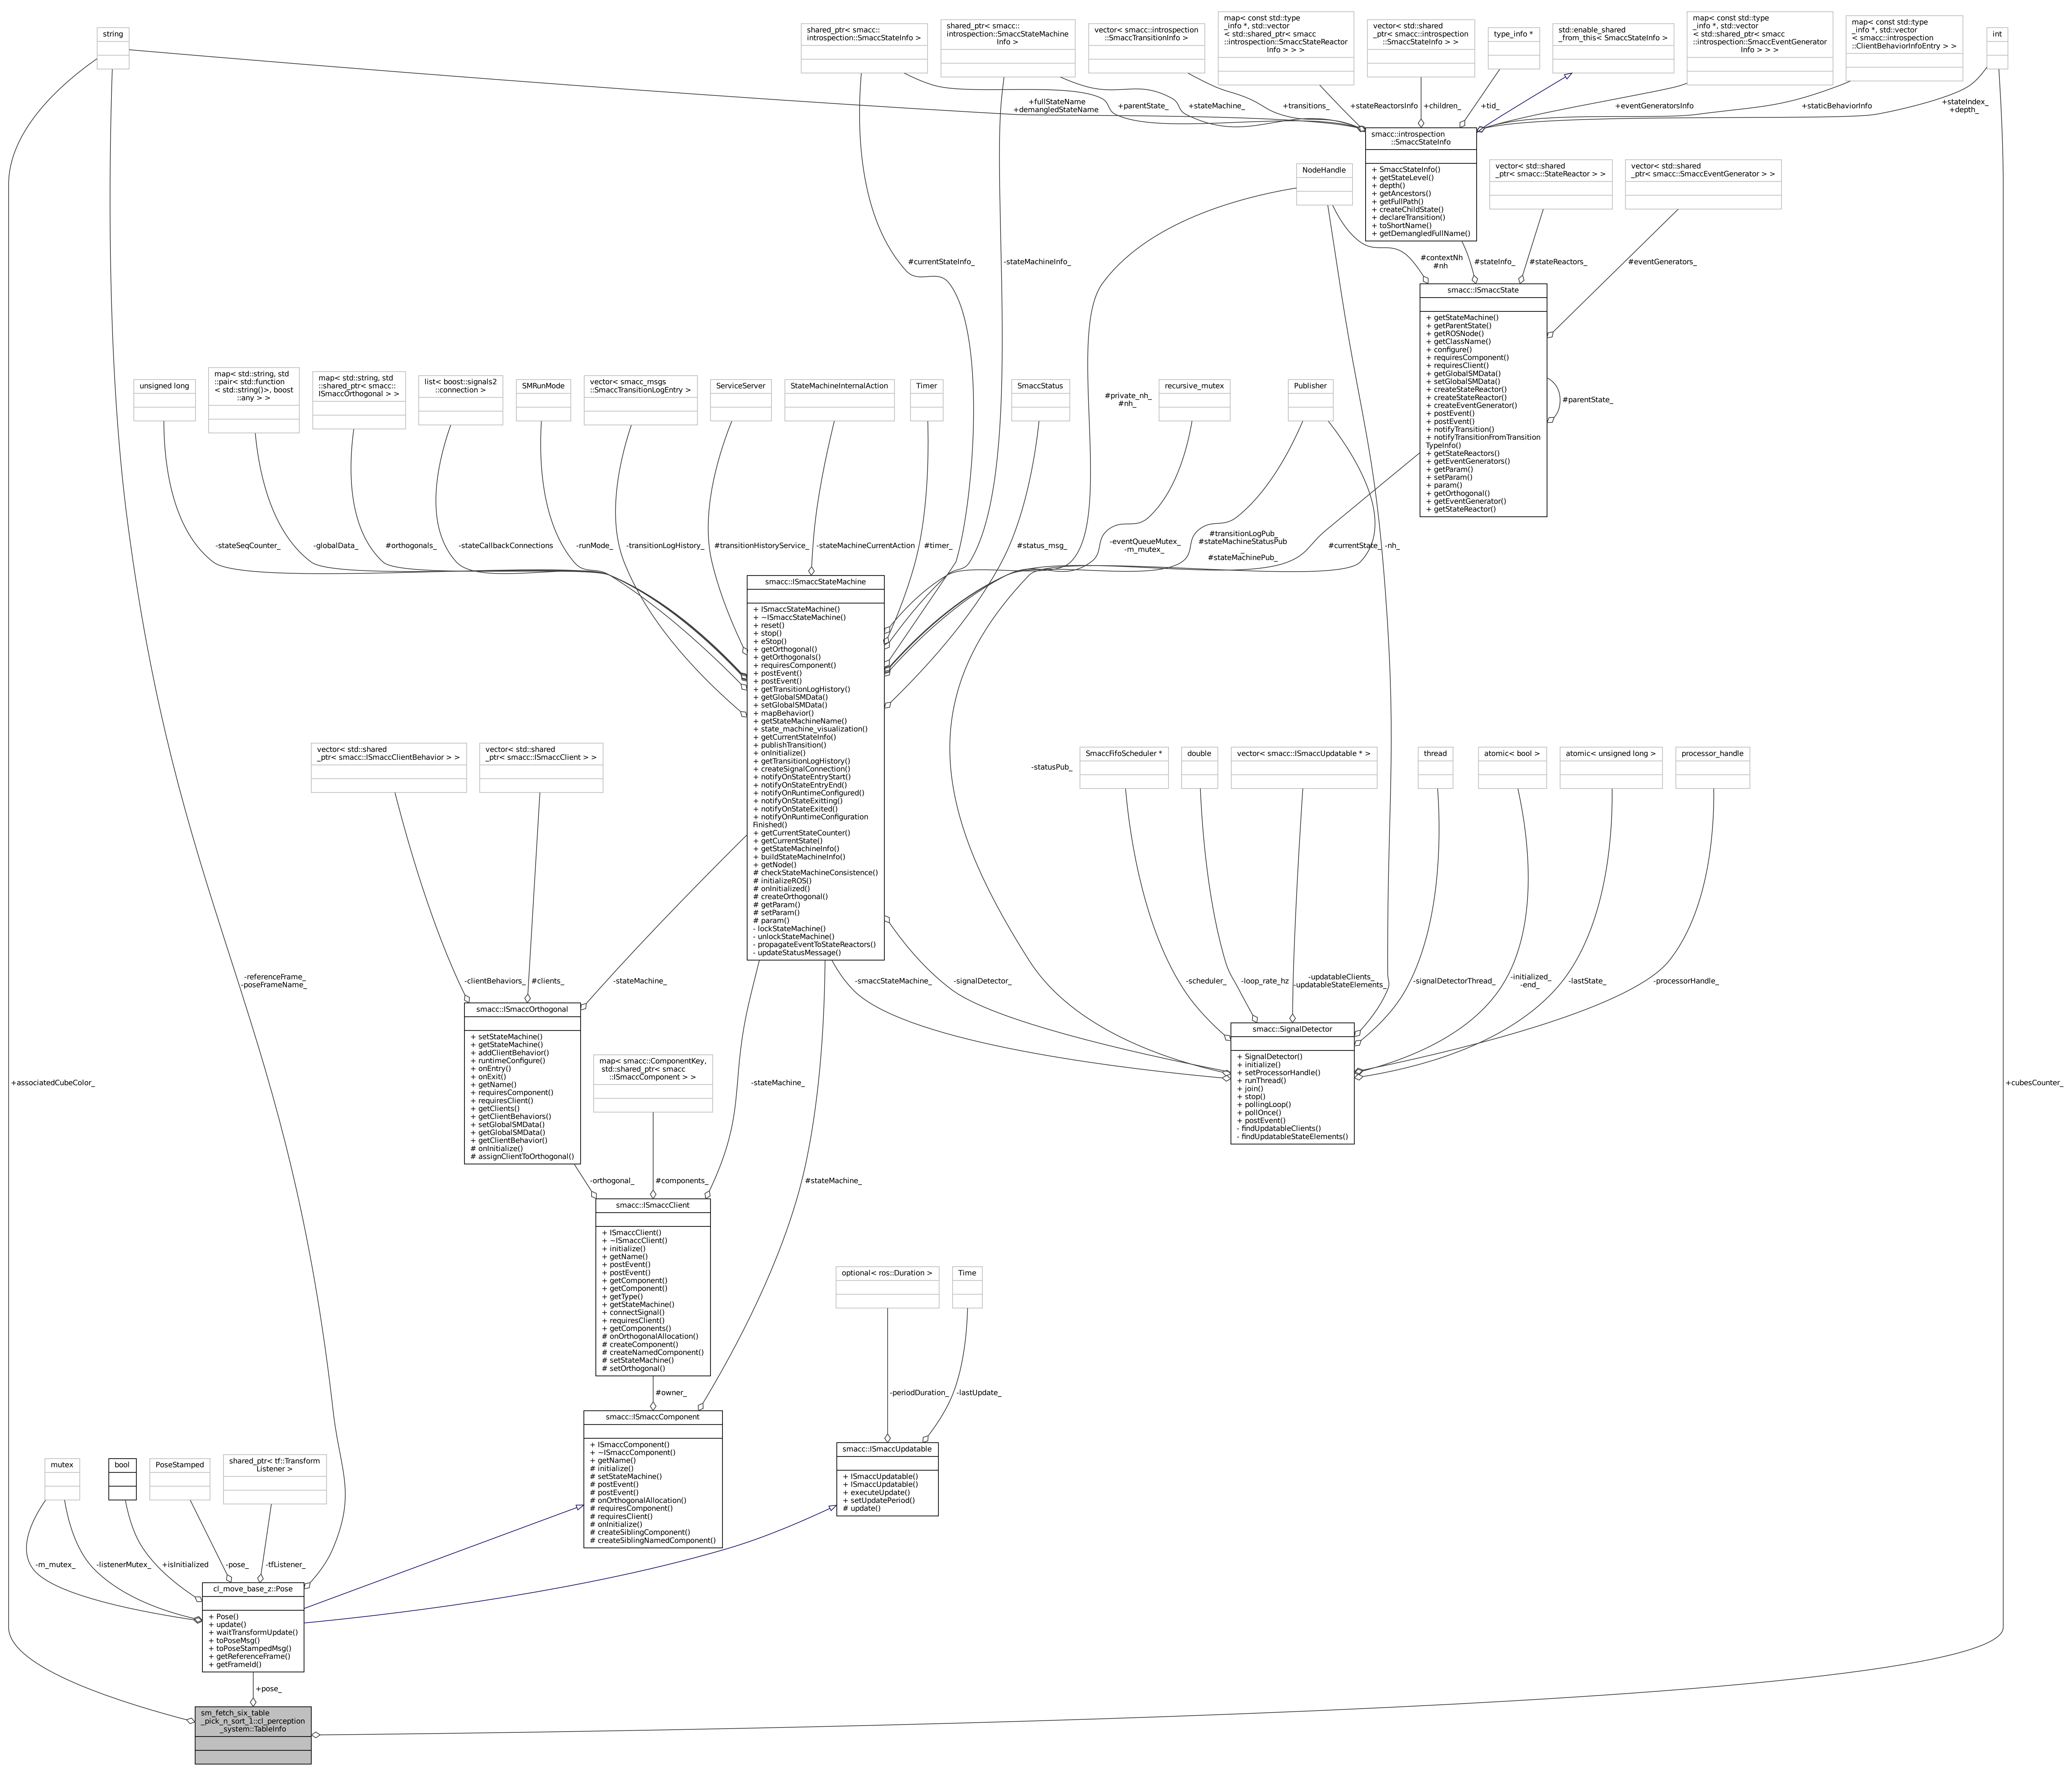 string
shared_ptr< smacc::
introspection::SmaccStateInfo >
shared_ptr< smacc::
introspection::SmaccStateMachine
Info >
vector< smacc::introspection
::SmaccTransitionInfo >
map< const std::type
_info *, std::vector
< std::shared_ptr< smacc
::introspection::SmaccStateReactor
Info > > >
vector< std::shared
_ptr< smacc::introspection
::SmaccStateInfo > >
type_info *
std::enable_shared
_from_this< SmaccStateInfo >
map< const std::type
_info *, std::vector
< std::shared_ptr< smacc
::introspection::SmaccEventGenerator
Info > > >
map< const std::type
_info *, std::vector
< smacc::introspection
::ClientBehaviorInfoEntry > >
int
+fullStateName
+demangledStateName
+parentState_
+stateMachine_
+transitions_
+stateReactorsInfo
+children_
+tid_
+eventGeneratorsInfo
+staticBehaviorInfo
+stateIndex_
+depth_
smacc::introspection
::SmaccStateInfo
+ SmaccStateInfo()
+ getStateLevel()
+ depth()
+ getAncestors()
+ getFullPath()
+ createChildState()
+ declareTransition()
+ toShortName()
+ getDemangledFullName()
NodeHandle
vector< std::shared
_ptr< smacc::StateReactor > >
vector< std::shared
_ptr< smacc::SmaccEventGenerator > >
#currentStateInfo_
-stateMachineInfo_
#contextNh
#nh
#stateInfo_
#stateReactors_
#eventGenerators_
smacc::ISmaccState
+ getStateMachine()
+ getParentState()
+ getROSNode()
+ getClassName()
+ configure()
+ requiresComponent()
+ requiresClient()
+ getGlobalSMData()
+ setGlobalSMData()
+ createStateReactor()
+ createStateReactor()
+ createEventGenerator()
+ postEvent()
+ postEvent()
+ notifyTransition()
+ notifyTransitionFromTransition
TypeInfo()
+ getStateReactors()
+ getEventGenerators()
+ getParam()
+ setParam()
+ param()
+ getOrthogonal()
+ getEventGenerator()
+ getStateReactor()
#parentState_
unsigned long
map< std::string, std
::pair< std::function
< std::string()>, boost
::any > >
map< std::string, std
::shared_ptr< smacc::
ISmaccOrthogonal > >
list< boost::signals2
::connection >
SMRunMode
vector< smacc_msgs
::SmaccTransitionLogEntry >
ServiceServer
StateMachineInternalAction
Timer
SmaccStatus
#private_nh_
#nh_
recursive_mutex
Publisher
-stateSeqCounter_
-globalData_
#orthogonals_
-stateCallbackConnections
-runMode_
-transitionLogHistory_
#transitionHistoryService_
-stateMachineCurrentAction
#timer_
#status_msg_
-eventQueueMutex_
-m_mutex_
#transitionLogPub_
#stateMachineStatusPub
_
#stateMachinePub_
#currentState_
-nh_
smacc::ISmaccStateMachine
+ ISmaccStateMachine()
+ ~ISmaccStateMachine()
+ reset()
+ stop()
+ eStop()
+ getOrthogonal()
+ getOrthogonals()
+ requiresComponent()
+ postEvent()
+ postEvent()
+ getTransitionLogHistory()
+ getGlobalSMData()
+ setGlobalSMData()
+ mapBehavior()
+ getStateMachineName()
+ state_machine_visualization()
+ getCurrentStateInfo()
+ publishTransition()
+ onInitialize()
+ getTransitionLogHistory()
+ createSignalConnection()
+ notifyOnStateEntryStart()
+ notifyOnStateEntryEnd()
+ notifyOnRuntimeConfigured()
+ notifyOnStateExitting()
+ notifyOnStateExited()
+ notifyOnRuntimeConfiguration
Finished()
+ getCurrentStateCounter()
+ getCurrentState()
+ getStateMachineInfo()
+ buildStateMachineInfo()
+ getNode()
# checkStateMachineConsistence()
# initializeROS()
# onInitialized()
# createOrthogonal()
# getParam()
# setParam()
# param()
- lockStateMachine()
- unlockStateMachine()
- propagateEventToStateReactors()
- updateStatusMessage()
vector< std::shared
_ptr< smacc::ISmaccClientBehavior > >
vector< std::shared
_ptr< smacc::ISmaccClient > >
-statusPub_
SmaccFifoScheduler *
double
vector< smacc::ISmaccUpdatable * >
thread
atomic< bool >
atomic< unsigned long >
processor_handle
-referenceFrame_
-poseFrameName_
-clientBehaviors_
#clients_
-stateMachine_
-smaccStateMachine_
-signalDetector_
-scheduler_
-loop_rate_hz
-updatableClients_
-updatableStateElements_
-signalDetectorThread_
-initialized_
-end_
-lastState_
-processorHandle_
smacc::ISmaccOrthogonal
+ setStateMachine()
+ getStateMachine()
+ addClientBehavior()
+ runtimeConfigure()
+ onEntry()
+ onExit()
+ getName()
+ requiresComponent()
+ requiresClient()
+ getClients()
+ getClientBehaviors()
+ setGlobalSMData()
+ getGlobalSMData()
+ getClientBehavior()
# onInitialize()
# assignClientToOrthogonal()
smacc::SignalDetector
+ SignalDetector()
+ initialize()
+ setProcessorHandle()
+ runThread()
+ join()
+ stop()
+ pollingLoop()
+ pollOnce()
+ postEvent()
- findUpdatableClients()
- findUpdatableStateElements()
map< smacc::ComponentKey,
std::shared_ptr< smacc
::ISmaccComponent > >
+associatedCubeColor_
-stateMachine_
+cubesCounter_
-orthogonal_
#components_
#stateMachine_
smacc::ISmaccClient
+ ISmaccClient()
+ ~ISmaccClient()
+ initialize()
+ getName()
+ postEvent()
+ postEvent()
+ getComponent()
+ getComponent()
+ getType()
+ getStateMachine()
+ connectSignal()
+ requiresClient()
+ getComponents()
# onOrthogonalAllocation()
# createComponent()
# createNamedComponent()
# setStateMachine()
# setOrthogonal()
optional< ros::Duration >
Time
#owner_
-periodDuration_
-lastUpdate_
smacc::ISmaccComponent
+ ISmaccComponent()
+ ~ISmaccComponent()
+ getName()
# initialize()
# setStateMachine()
# postEvent()
# postEvent()
# onOrthogonalAllocation()
# requiresComponent()
# requiresClient()
# onInitialize()
# createSiblingComponent()
# createSiblingNamedComponent()
smacc::ISmaccUpdatable
+ ISmaccUpdatable()
+ ISmaccUpdatable()
+ executeUpdate()
+ setUpdatePeriod()
# update()
mutex
bool
PoseStamped
shared_ptr< tf::Transform
Listener >
-m_mutex_
-listenerMutex_
+isInitialized
-pose_
-tfListener_
cl_move_base_z::Pose
+ Pose()
+ update()
+ waitTransformUpdate()
+ toPoseMsg()
+ toPoseStampedMsg()
+ getReferenceFrame()
+ getFrameId()
+pose_
sm_fetch_six_table
_pick_n_sort_1::cl_perception
_system::TableInfo